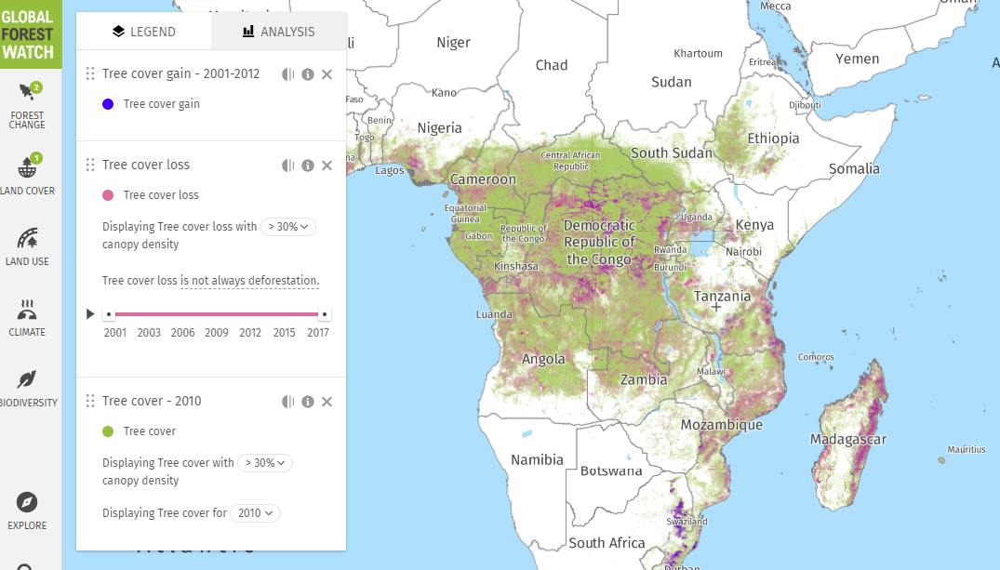 GLOBAL
FOREST
WATCH
2
FOREST
CHANGE
1
LAND COVER
LAND USE
CLIMATE
BIODIVERSITY
EXPLORE
LEGEND
ANALYSIS
Tree cover gain - 2001-2012
Tree cover gain
Tree cover loss
Tree cover loss
Displaying Tree cover loss with > 30%
canopy density
Tree cover loss is not always deforestation.
2001 2003 2006 2009 2012 2015 2017
Tree cover - 2010
Tree cover
Displaying Tree cover with > 30%
canopy density
Displaying Tree cover for 2010
Mecca
Oman
Niger
Chad
Khartoum
Eritrea
Yemen
Sudan
Faso
Kano
Djibouti
Benin
Nigeria
Togo
Ethiopia
Lagos
Central African
Republic
South Sudan
Somalia
Cameroon
Equatorial
Guinea
Uganda
Kenya
Gabon
Republic of
the Congo
Democratic
Republic of
the Congo
Rwanda
Nairobi
Kinshasa
Burundi
Tanzania
Luanda
Comoros
Angola
Malawi
Zambia
Mozambique
Madagascar
Mauritius
Namibia
Botswana
Swaziland
South Africa
Durban
Atlantic